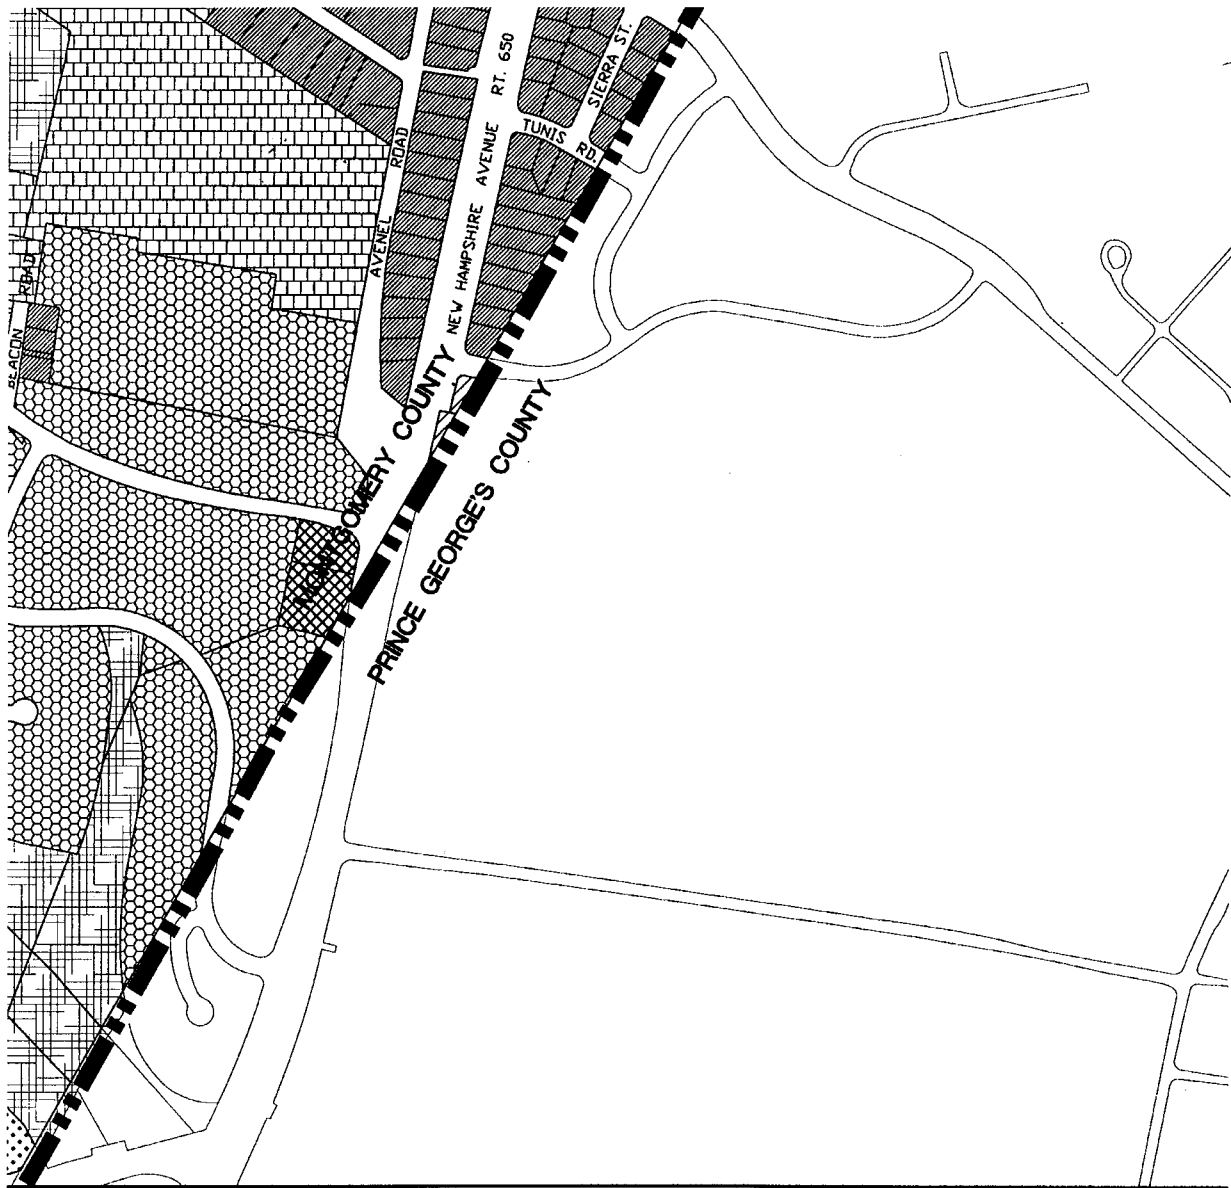 SIERRA ST.
NEW HAMPSHIRE AVENUE RT. 650
TUNIS RD.
AVENEL ROAD
BEACON ROAD
MONTGOMERY COUNTY
PRINCE GEORGE'S COUNTY